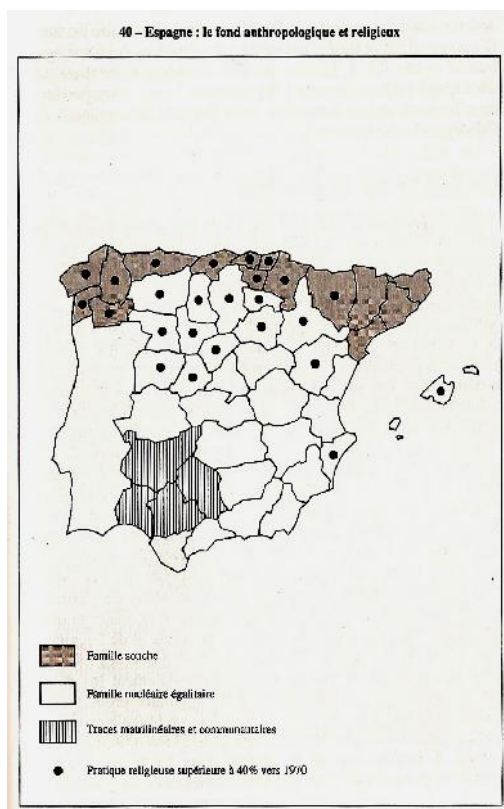 40 – Espagne : le fond anthropologique et religieux
Famille souche
Famille nucléaire égalitaire
Traces matrilinéaires et communautaires
Pratique religieuse supérieure à 40% vers 1970